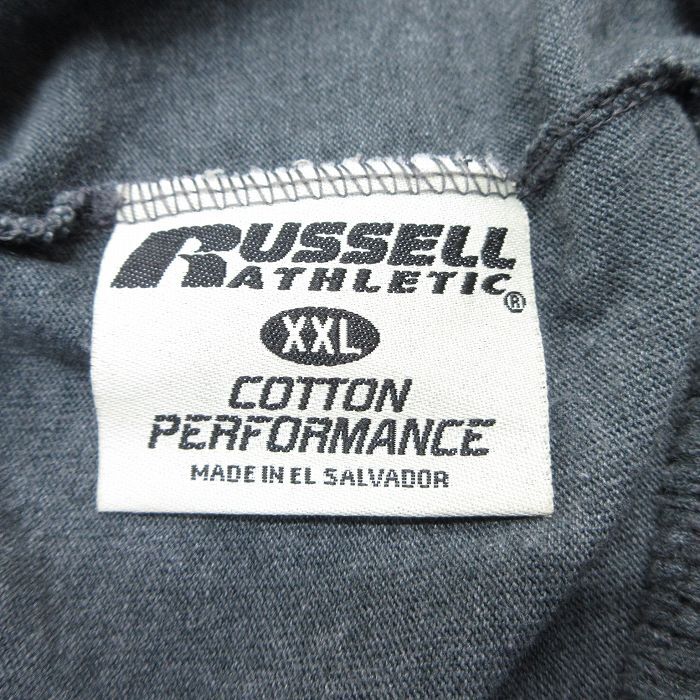 RUSSELL
ATHLETIC®
XXL
COTTON
PERFORMANCE
MADE IN EL SALVADOR